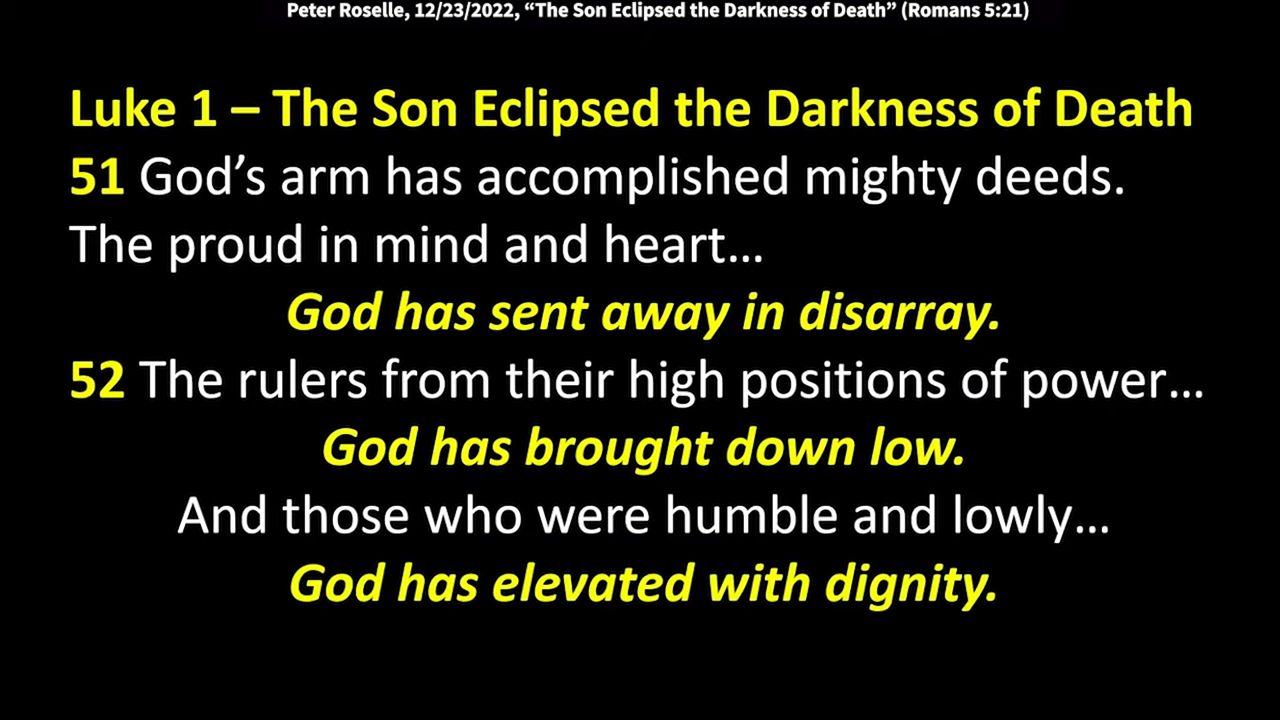 Peter Roselle, 12/23/2022, “The Son Eclipsed the Darkness of Death” (Romans 5:21)
Luke 1 – The Son Eclipsed the Darkness of Death
51 God’s arm has accomplished mighty deeds.
The proud in mind and heart…
God has sent away in disarray.
52 The rulers from their high positions of power…
God has brought down low.
And those who were humble and lowly…
God has elevated with dignity.